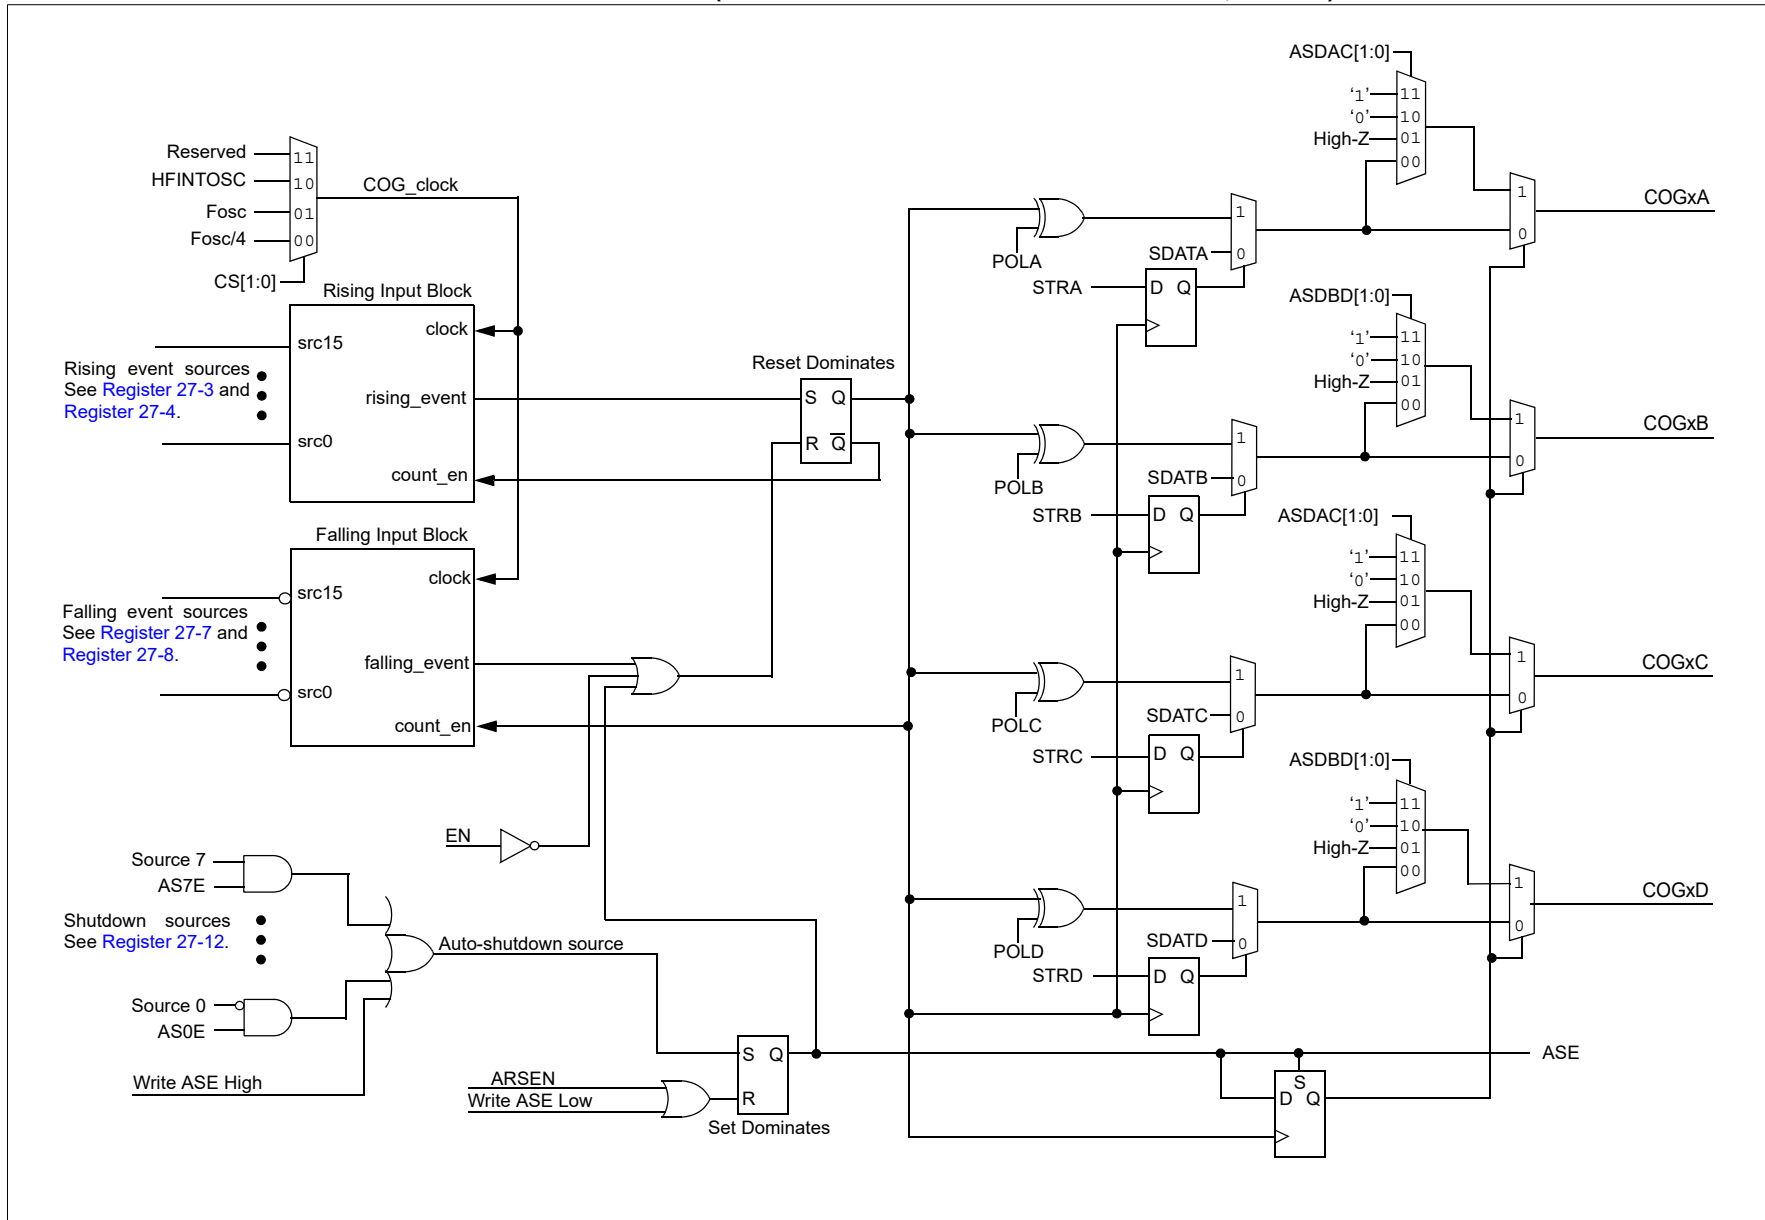 ASDAC[1:0]
‘1’ 11
‘0’ 10
High-Z 01
00
1
0
COGxA
Reserved 11
HFINTOSC 10
Fosc 01
Fosc/4 00
CS[1:0]
COG_clock
Rising Input Block
clock
src15
Rising event sources
See Register 27-3 and
Register 27-4.
rising_event
src0
count_en
Reset Dominates
S Q
R Q
Falling Input Block
clock
src15
Falling event sources
See Register 27-7 and
Register 27-8.
falling_event
src0
count_en
EN
Source 7
AS7E
Shutdown sources
See Register 27-12.
Source 0
AS0E
Write ASE High
Auto-shutdown source
ARSEN
Write ASE Low
S Q
R
Set Dominates
POLA
SDATA
1
0
STRA
D Q
ASDBD[1:0]
‘1’ 11
‘0’ 10
High-Z 01
00
1
0
COGxB
POLB
SDATB
1
0
STRB
D Q
ASDAC[1:0]
‘1’ 11
‘0’ 10
High-Z 01
00
1
0
COGxC
POLC
SDATC
1
0
STRC
D Q
ASDBD[1:0]
‘1’ 11
‘0’ 10
High-Z 01
00
1
0
COGxD
POLD
SDATD
1
0
STRD
D Q
ASE
S
D Q